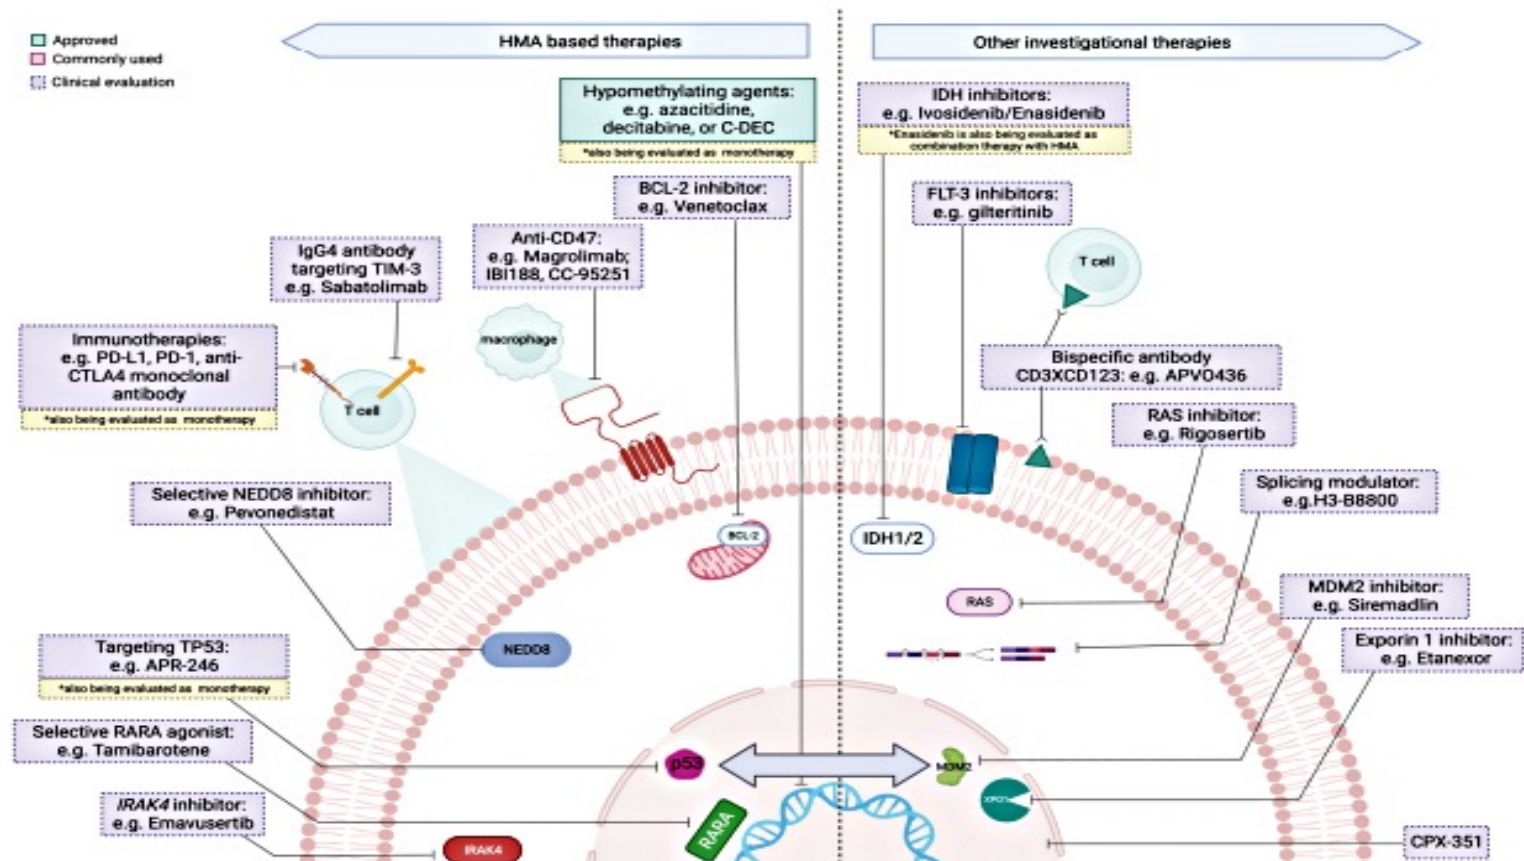 Approved
Commonly used
Clinical evaluation
HMA based therapies
Other investigational therapies
Hypomethylating agents:
e.g. azacitidine,
decitabine, or C-DEC
*also being evaluated as monotherapy
IDH inhibitors:
e.g. Ivosidenib/Enasidenib
*Enasidenib is also being evaluated as
combination therapy with HMA
BCL-2 inhibitor:
e.g. Venetoclax
FLT-3 inhibitors:
e.g. gilteritinib
Anti-CD47:
e.g. Magrolimab;
IBI188, CC-95251
IgG4 antibody
targeting TIM-3
e.g. Sabatolimab
T cell
macrophage
Immunotherapies:
e.g. PD-L1, PD-1, anti-
CTLA4 monoclonal
antibody
*also being evaluated as monotherapy
T cell
Bispecific antibody
CD3XCD123: e.g. APVO436
RAS inhibitor:
e.g. Rigosertib
Selective NEDD8 inhibitor:
e.g. Pevonedistat
Splicing modulator:
e.g.H3-B8800
BCL-2
IDH1/2
RAS
MDM2 inhibitor:
e.g. Siremadlin
NEDD8
Targeting TP53:
e.g. APR-246
*also being evaluated as monotherapy
Exporin 1 inhibitor:
e.g. Etanexor
Selective RARA agonist:
e.g. Tamibarotene
p53
MDM2
XPO1
IRAK4 inhibitor:
e.g. Emavusertib
RARA
IRAK4
CPX-351